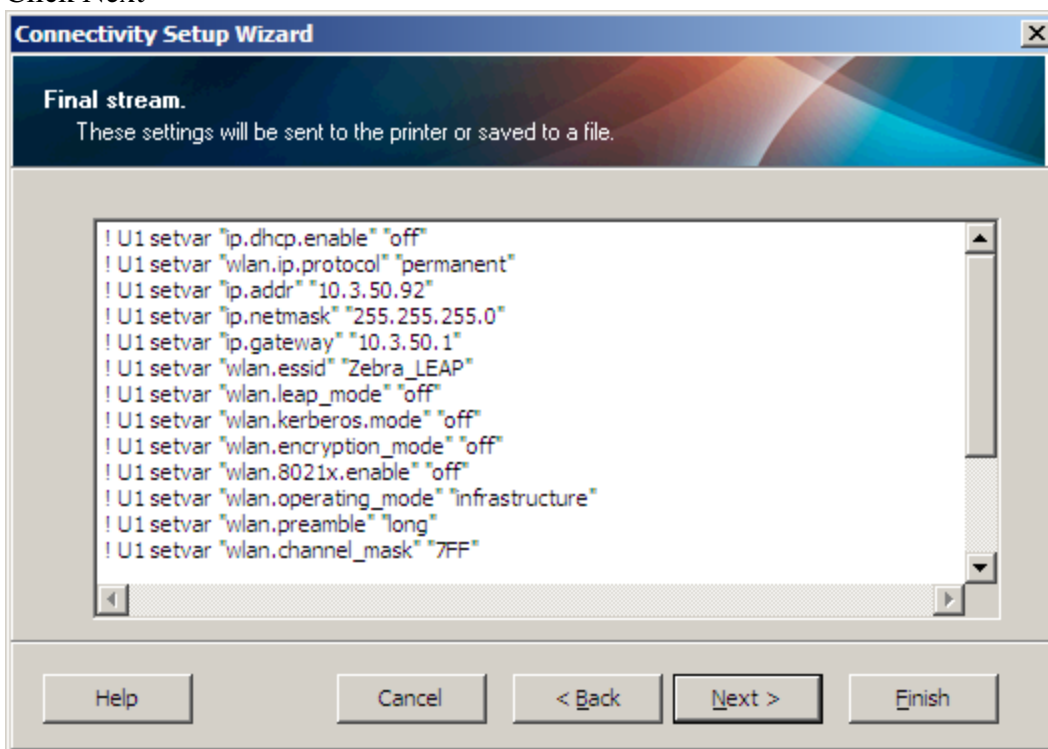 Click Next
Connectivity Setup Wizard
Final stream.
These settings will be sent to the printer or saved to a file.
! U1 setvar "ip.dhcp.enable" "off"
! U1 setvar "wlan.ip.protocol" "permanent"
! U1 setvar "ip.addr" "10.3.50.92"
! U1 setvar "ip.netmask" "255.255.255.0"
! U1 setvar "ip.gateway" "10.3.50.1"
! U1 setvar "wlan.essid" "Zebra_LEAP"
! U1 setvar "wlan.leap_mode" "off"
! U1 setvar "wlan.kerberos.mode" "off"
! U1 setvar "wlan.encryption_mode" "off"
! U1 setvar "wlan.8021x.enable" "off"
! U1 setvar "wlan.operating_mode" "infrastructure"
! U1 setvar "wlan.preamble" "long"
! U1 setvar "wlan.channel_mask" "7FF"
Help Cancel < Back Next > Finish